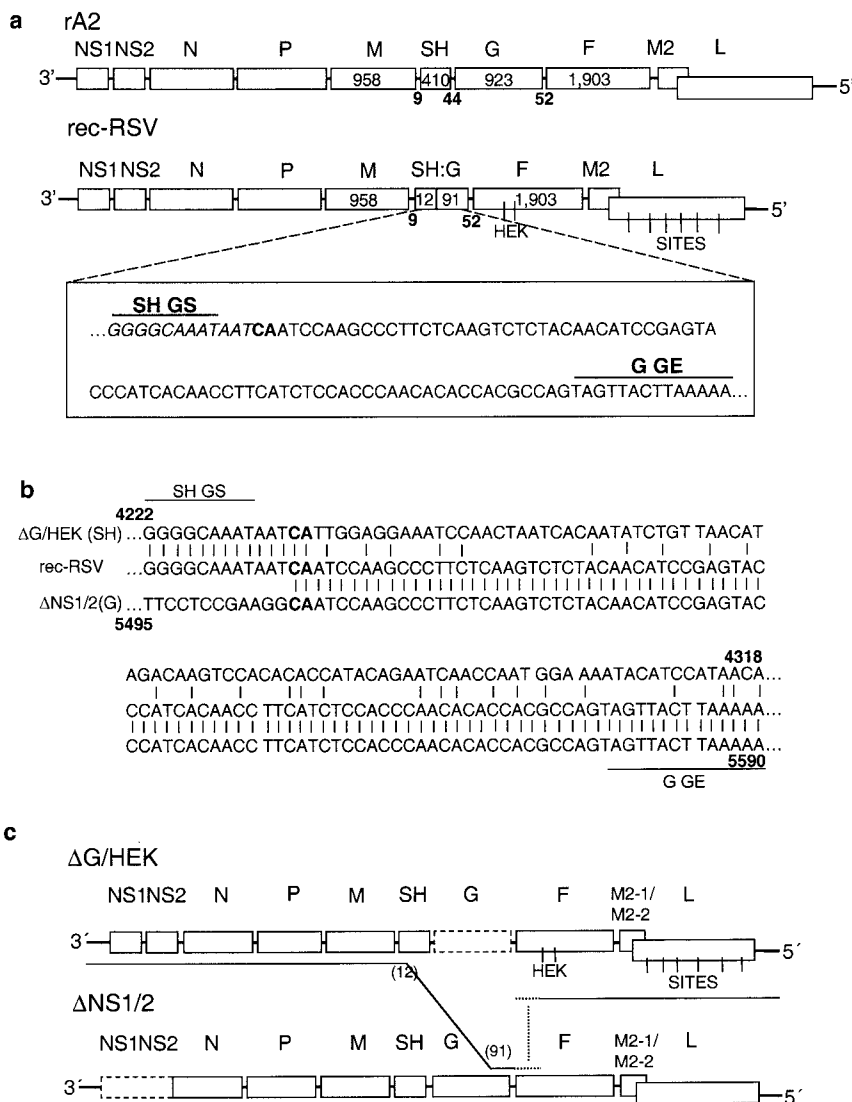 a
rA2
NS1 NS2 N P M SH G F M2 L
3' 958 410 923 1,903 5'
9 44 52
rec-RSV
NS1 NS2 N P M SH:G F M2 L
3' 958 12 91 1,903 5'
9 52 HEK SITES
SH GS
...GGGGCAAATAATCAATCCAAGCCCTTCTCAAGTCTCTACAACATCCGAGTA
G GE
CCCATCACAACCTTCATCTCCACCCAACACACCACGCCAGTAGTTACTTAAAAA...
b
SH GS
4222
ΔG/HEK (SH) ...GGGGCAAATAATCATTGGAGGAAATCCAACTAATCACAATATCTGT TAACAT
rec-RSV ...GGGGCAAATAATCAATCCAAGCCCTTCTCAAGTCTCTACAACATCCGAGTAC
ΔNS1/2(G) ...TTCCTCCGAAGGCAATCCAAGCCCTTCTCAAGTCTCTACAACATCCGAGTAC
5495
4318
AGACAAGTCCACACACCATACAGAATCAACCAAT GGA AAATACATCCATAACA...
CCATCACAACC TTCATCTCCACCCAACACACCACGCCAGTAGTTACT TAAAAA...
CCATCACAACC TTCATCTCCACCCAACACACCACGCCAGTAGTTACT TAAAAA...
5590
G GE
c
ΔG/HEK
NS1NS2 N P M SH G F M2-1/ L
M2-2
3´ 5´
HEK SITES
(12)
ΔNS1/2
NS1NS2 N P M SH G (91) F M2-1/ L
M2-2
3´ 5´